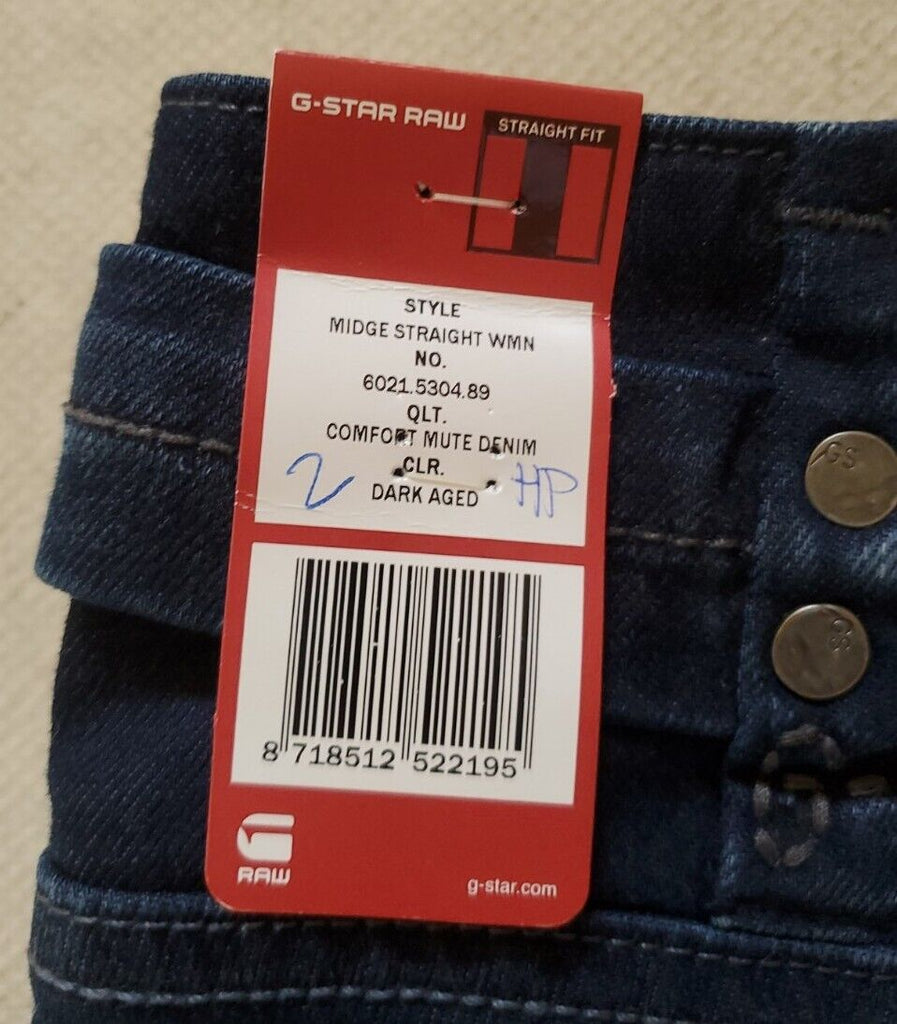 G-STAR RAW
STRAIGHT FIT
STYLE
MIDGE STRAIGHT WMN
NO.
6021.5304.89
QLT.
COMFORT MUTE DENIM
CLR.
2 DARK AGED HP
8 718512 522195
RAW
g-star.com
GS